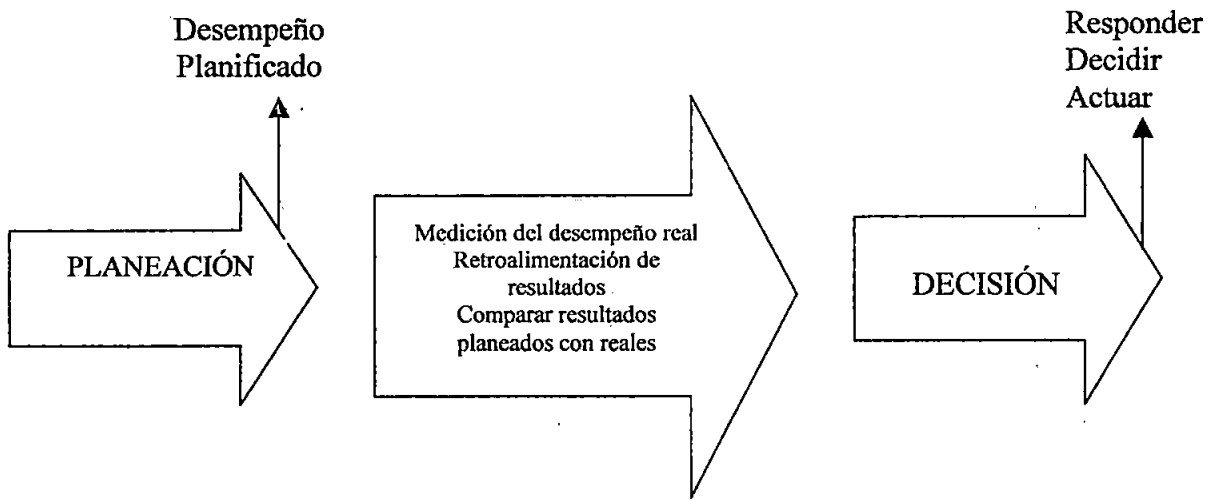 Desempeño
Planificado
PLANEACIÓN
Medición del desempeño real
Retroalimentación de
resultados
Comparar resultados
planeados con reales
Responder
Decidir
Actuar
DECISIÓN